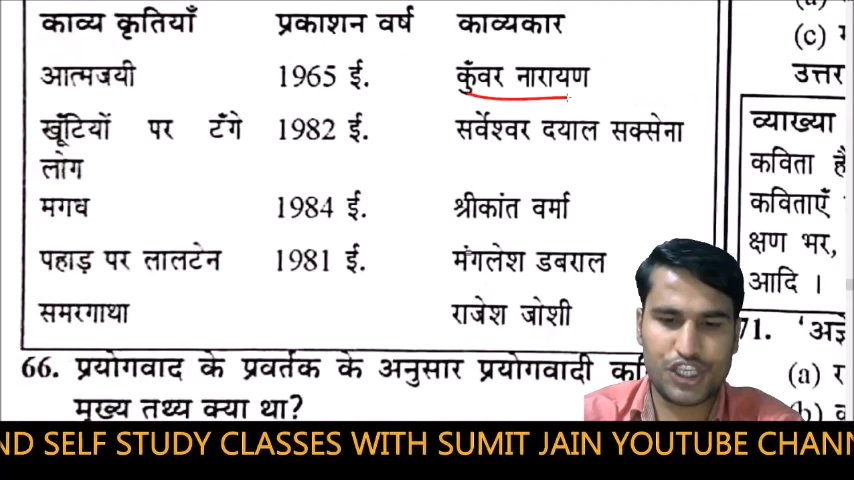 काव्य कृतियाँ प्रकाशन वर्ष काव्यकार
आत्मजयी 1965 ई. कुँवर नारायण
खूँटियों पर टँगे 1982 ई. सर्वेश्वर दयाल सक्सेना
लोग
मगध 1984 ई. श्रीकांत वर्मा
पहाड़ पर लालटेन 1981 ई. मंगलेश डबराल
समरगाथा राजेश जोशी
66. प्रयोगवाद के प्रवर्तक के अनुसार प्रयोगवादी
मुख्य तथ्य क्या था?
(c)
उत्तर
व्याख्या
कविता है
कविताएँ
क्षण भर,
आदि ।
71.
(a)
ND SELF STUDY CLASSES WITH SUMIT JAIN YOUTUBE CHANN